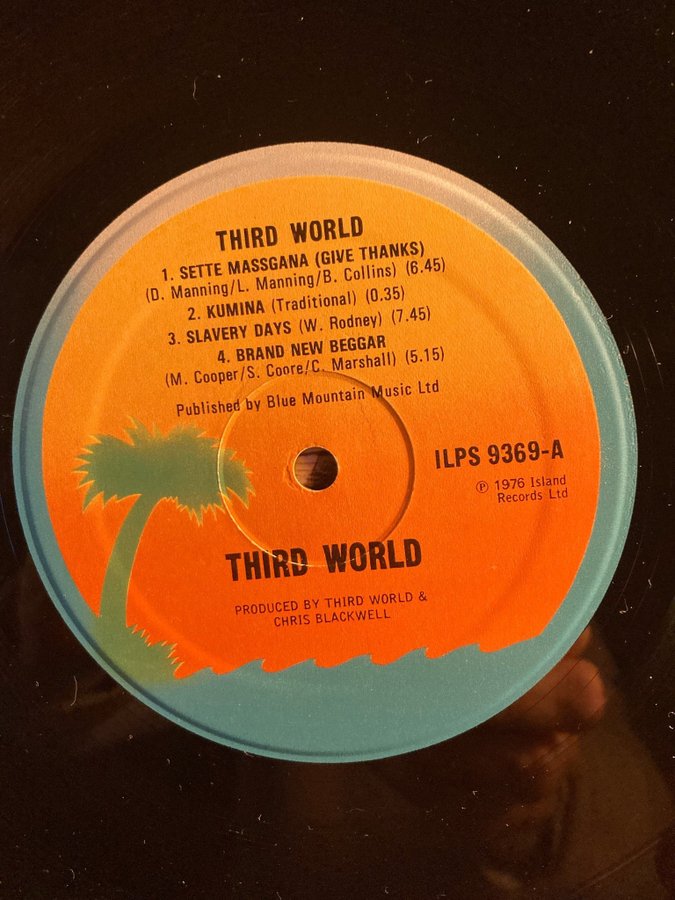 THIRD WORLD
1. SETTE MASSGANA (GIVE THANKS)
(D. Manning/L. Manning/B. Collins) (6.45)
2. KUMINA (Traditional) (0.35)
3. SLAVERY DAYS (W. Rodney) (7.45)
4. BRAND NEW BEGGAR
(M. Cooper/S. Coore/C. Marshall) (5.15)
Published by Blue Mountain Music Ltd
ILPS 9369-A
℗ 1976 Island
Records Ltd
THIRD WORLD
PRODUCED BY THIRD WORLD &
CHRIS BLACKWELL